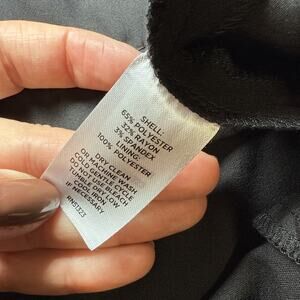 SHELL:
65% POLYESTER
32% RAYON
3% SPANDEX
LINING:
100% POLYESTER
DRY CLEAN
OR MACHINE WASH
COLD GENTLE CYCLE
DO NOT USE BLEACH
TUMBLE DRY LOW
COOL IRON
IF NECESSARY
RN51323